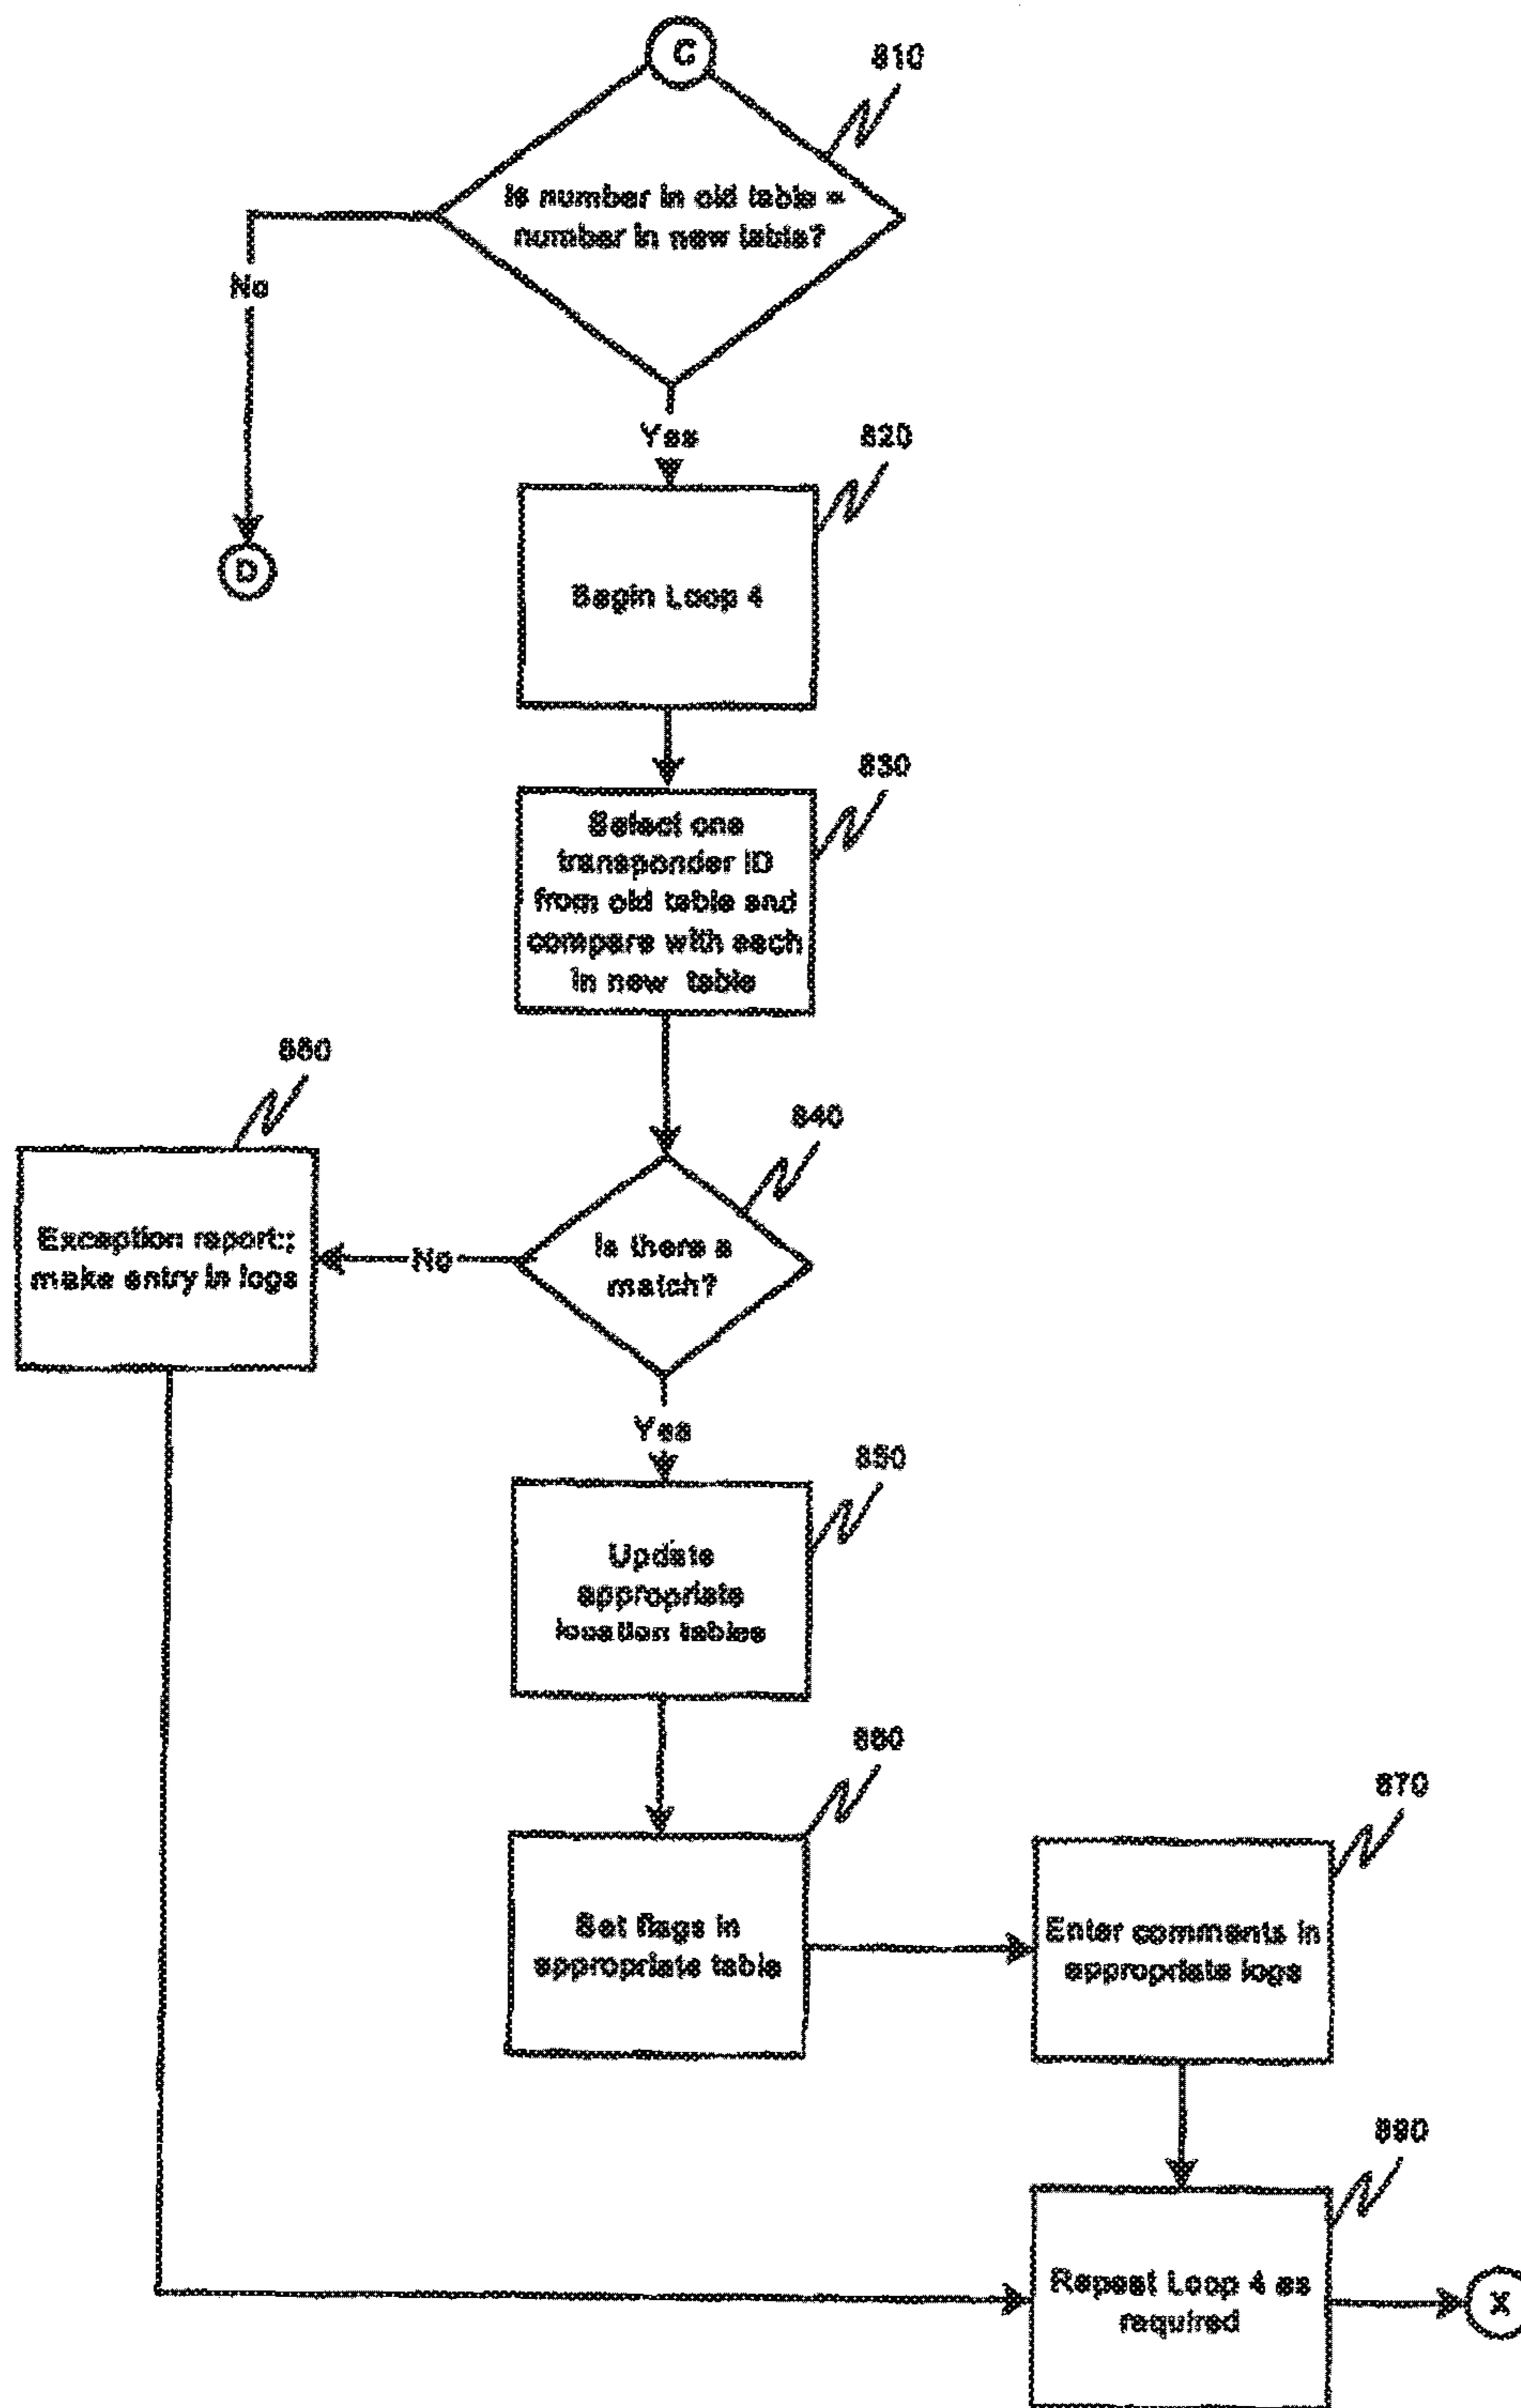 C
810
Is number in old table =
number in new table?
No
Yes
820
D
Begin Loop 4
830
Select one
transponder ID
from old table and
compare with each
in new table
880
840
Exception report:;
make entry in logs
No
Is there a
match?
Yes
850
Update
appropriate
location tables
860
870
Set flags in
appropriate table
Enter comments in
appropriate logs
890
Repeat Loop 4 as
required
X